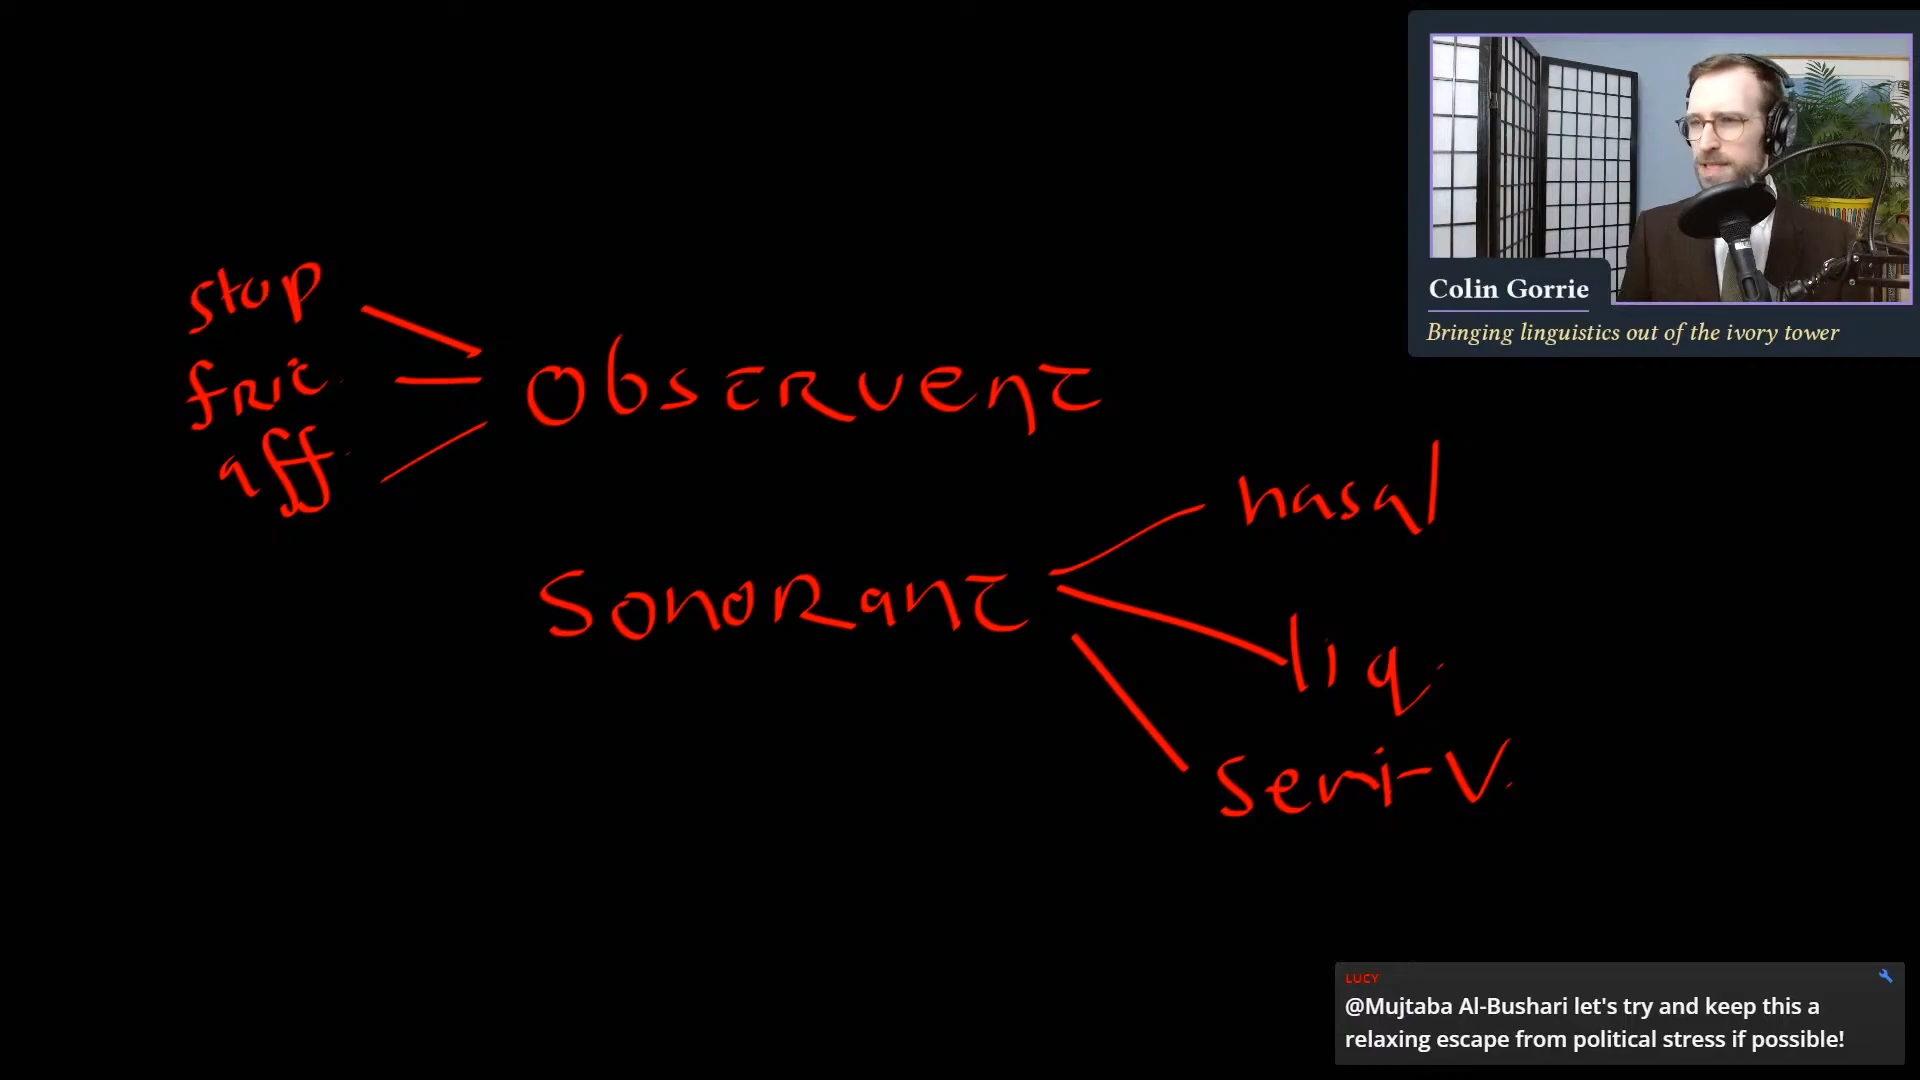 Colin Gorrie
Bringing linguistics out of the ivory tower
stop
fric.
aff.
Obstruent
Sonorant
nasal
liq.
semi-V.
LUCY
@Mujtaba Al-Bushari let's try and keep this a
relaxing escape from political stress if possible!